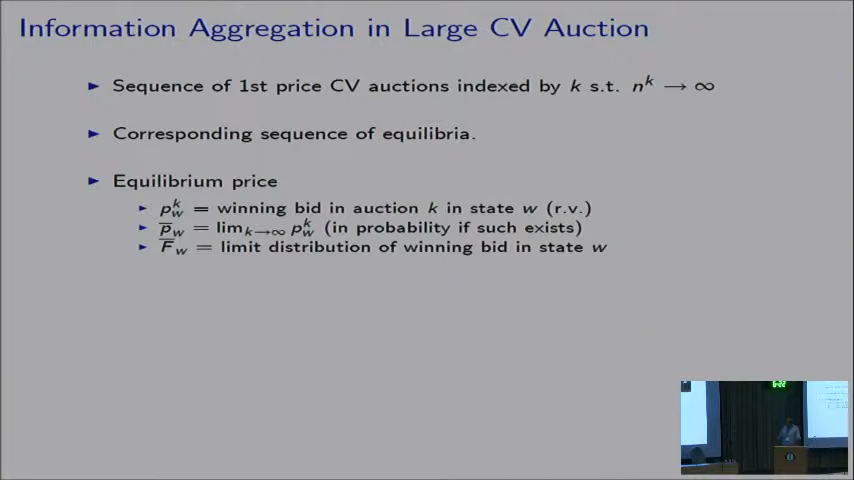 Information Aggregation in Large CV Auction
► Sequence of 1st price CV auctions indexed by k s.t. n^k → ∞
► Corresponding sequence of equilibria.
► Equilibrium price
► p_w^k = winning bid in auction k in state w (r.v.)
► p̅_w = lim_{k→∞} p_w^k (in probability if such exists)
► F̅_w = limit distribution of winning bid in state w